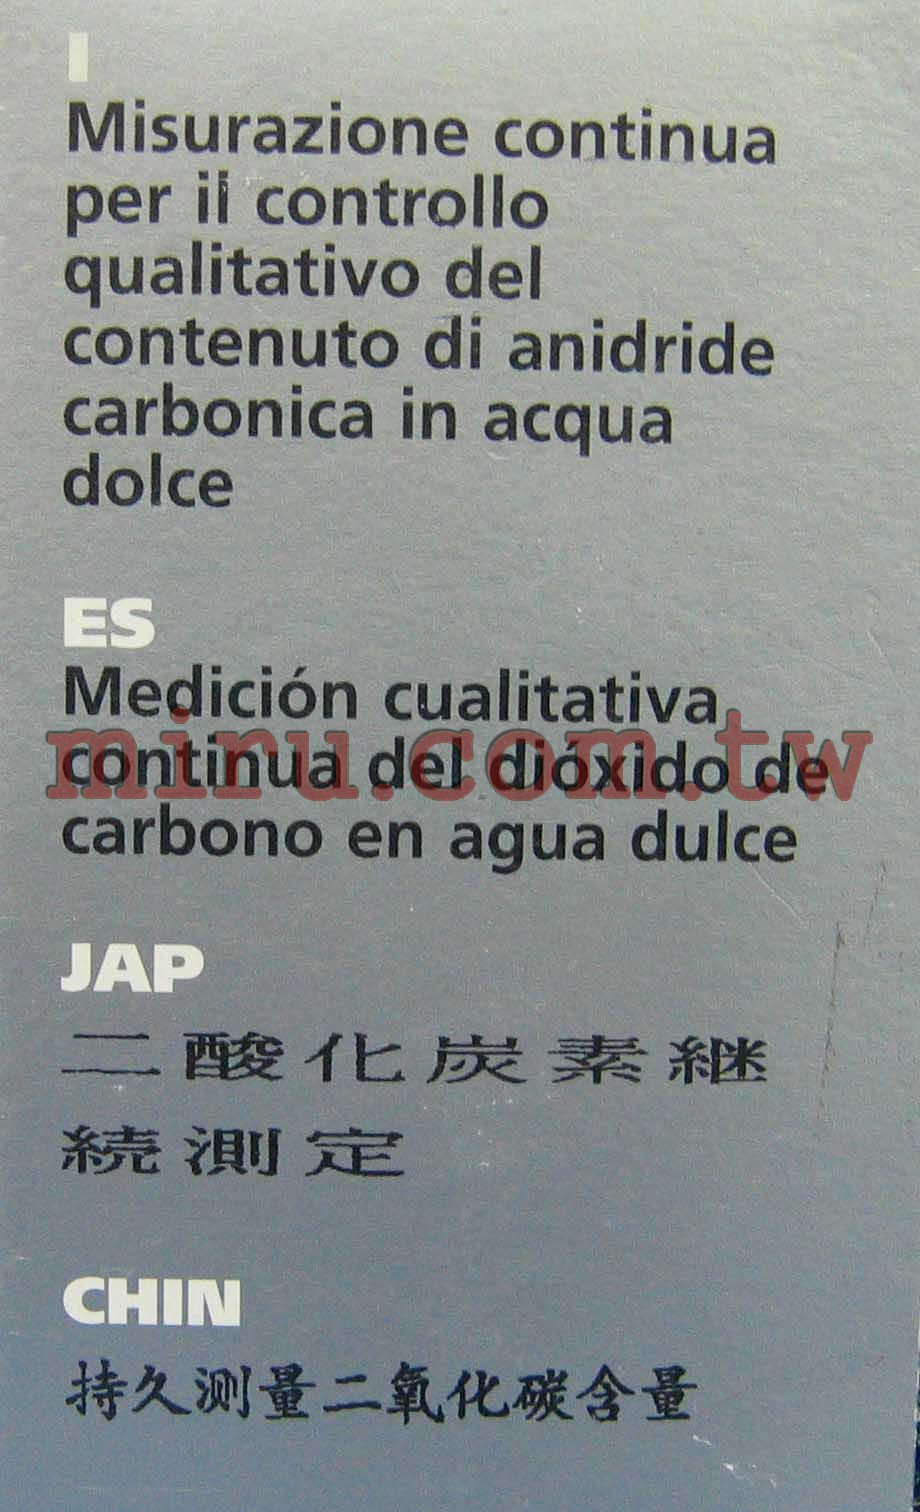 I
Misurazione continua
per il controllo
qualitativo del
contenuto di anidride
carbonica in acqua
dolce
ES
Medición cualitativa
continua del dióxido de
miru.com.tw
carbono en agua dulce
JAP
二酸化炭素継
続測定
CHIN
持久测量二氧化碳含量